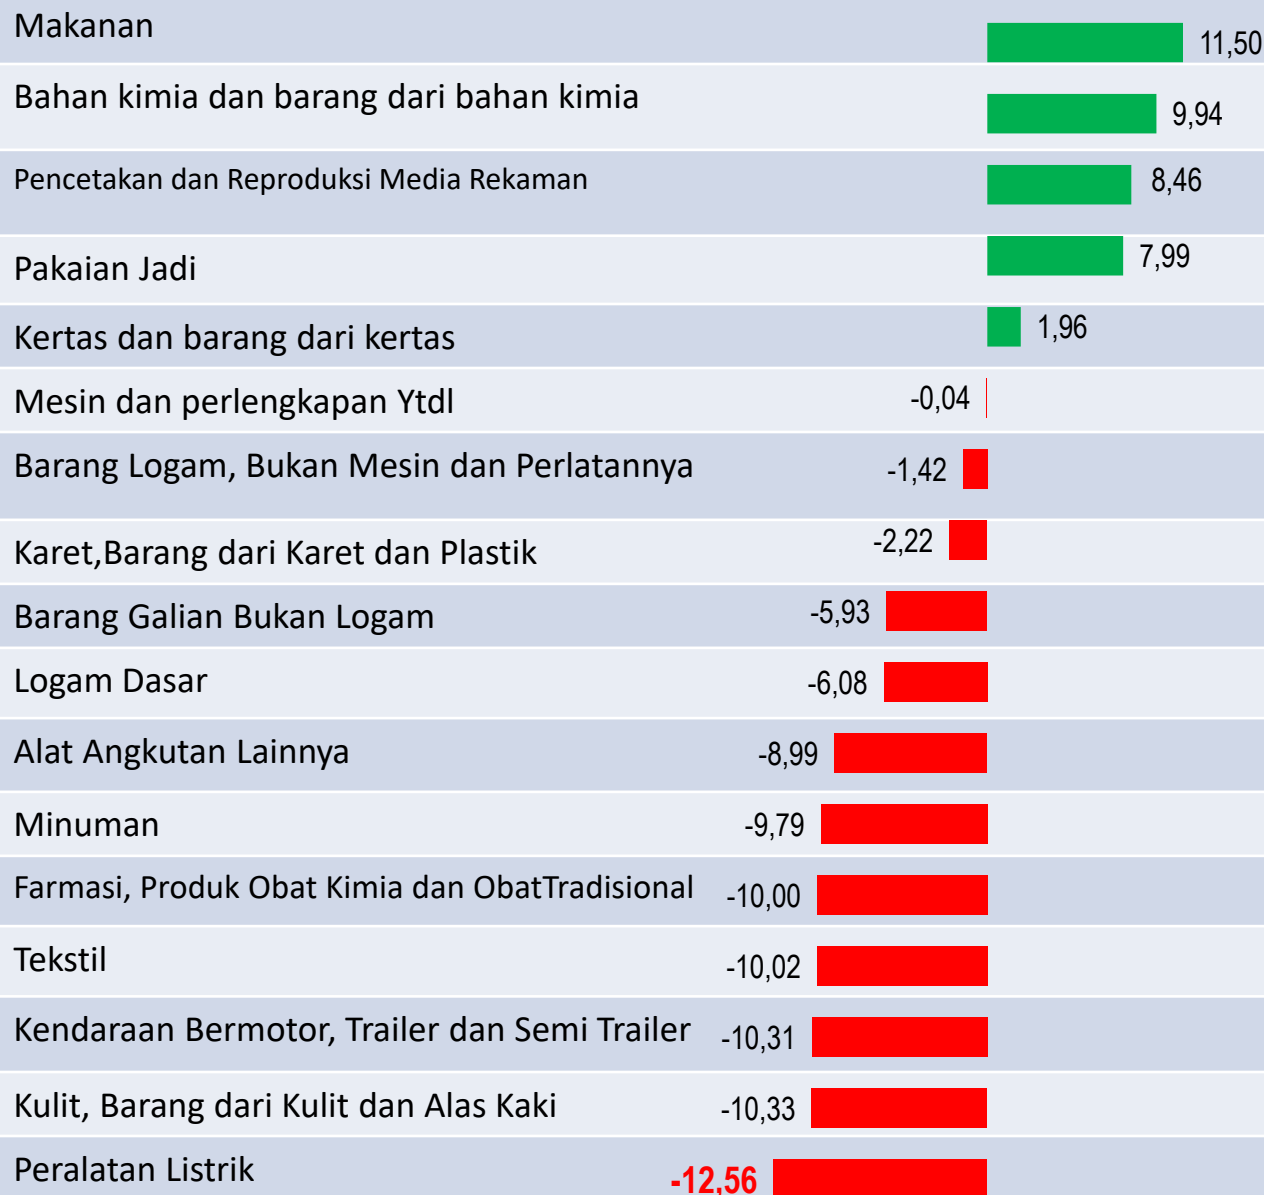 Makanan 11,50
Bahan kimia dan barang dari bahan kimia 9,94
Pencetakan dan Reproduksi Media Rekaman 8,46
Pakaian Jadi 7,99
Kertas dan barang dari kertas 1,96
Mesin dan perlengkapan Ytdl -0,04
Barang Logam, Bukan Mesin dan Perlatannya -1,42
Karet,Barang dari Karet dan Plastik -2,22
Barang Galian Bukan Logam -5,93
Logam Dasar -6,08
Alat Angkutan Lainnya -8,99
Minuman -9,79
Farmasi, Produk Obat Kimia dan ObatTradisional -10,00
Tekstil -10,02
Kendaraan Bermotor, Trailer dan Semi Trailer -10,31
Kulit, Barang dari Kulit dan Alas Kaki -10,33
Peralatan Listrik -12,56